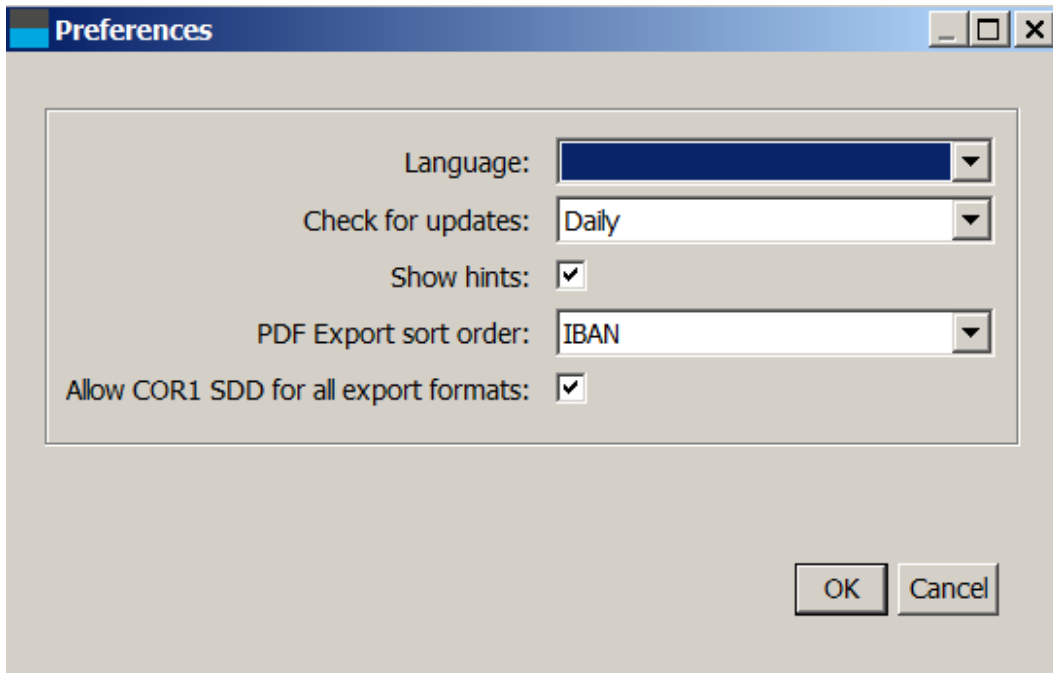 Preferences
Language:
Check for updates: Daily
Show hints:
PDF Export sort order: IBAN
Allow COR1 SDD for all export formats:
OK Cancel